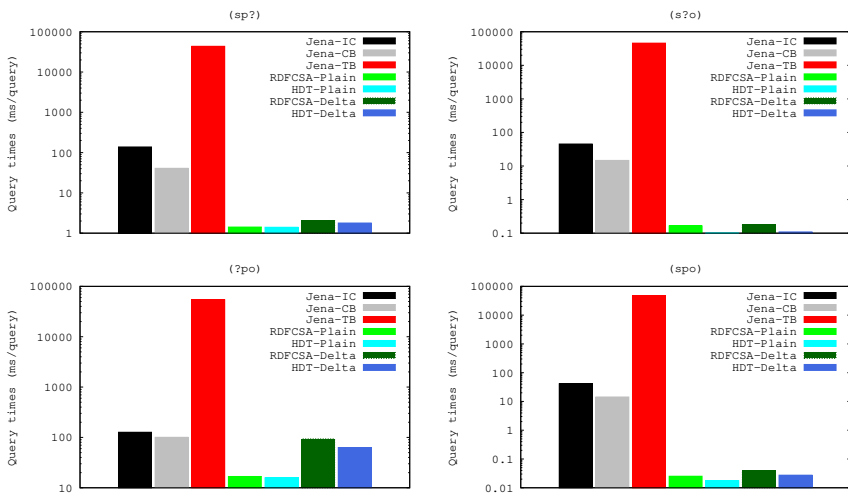 (sp?)
Query times (ms/query)
100000
10000
1000
100
10
1
Jena-IC
Jena-CB
Jena-TB
RDFCSA-Plain
HDT-Plain
RDFCSA-Delta
HDT-Delta
(s?o)
Query times (ms/query)
100000
10000
1000
100
10
1
0.1
Jena-IC
Jena-CB
Jena-TB
RDFCSA-Plain
HDT-Plain
RDFCSA-Delta
HDT-Delta
(?po)
Query times (ms/query)
100000
10000
1000
100
10
Jena-IC
Jena-CB
Jena-TB
RDFCSA-Plain
HDT-Plain
RDFCSA-Delta
HDT-Delta
(spo)
Query times (ms/query)
100000
10000
1000
100
10
1
0.1
0.01
Jena-IC
Jena-CB
Jena-TB
RDFCSA-Plain
HDT-Plain
RDFCSA-Delta
HDT-Delta